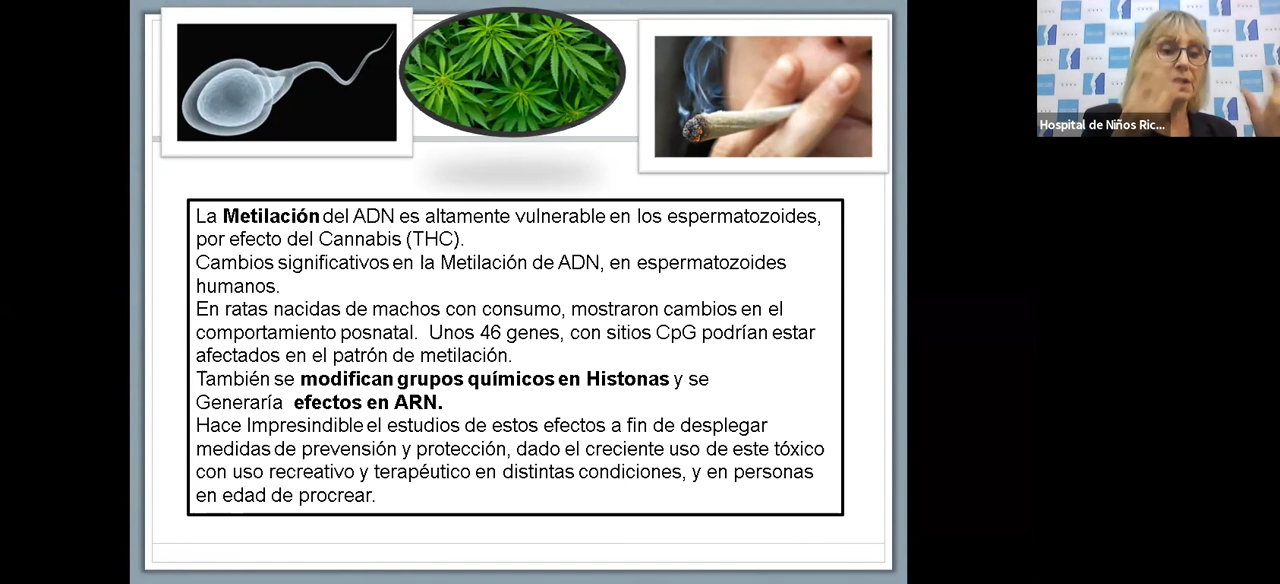 Hospital de Niños Ric...
La Metilación del ADN es altamente vulnerable en los espermatozoides,
por efecto del Cannabis (THC).
Cambios significativos en la Metilación de ADN, en espermatozoides
humanos.
En ratas nacidas de machos con consumo, mostraron cambios en el
comportamiento posnatal. Unos 46 genes, con sitios CpG podrían estar
afectados en el patrón de metilación.
También se modifican grupos químicos en Histonas y se
Generaría efectos en ARN.
Hace Impresindible el estudios de estos efectos a fin de desplegar
medidas de prevención y protección, dado el creciente uso de este tóxico
con uso recreativo y terapéutico en distintas condiciones, y en personas
en edad de procrear.